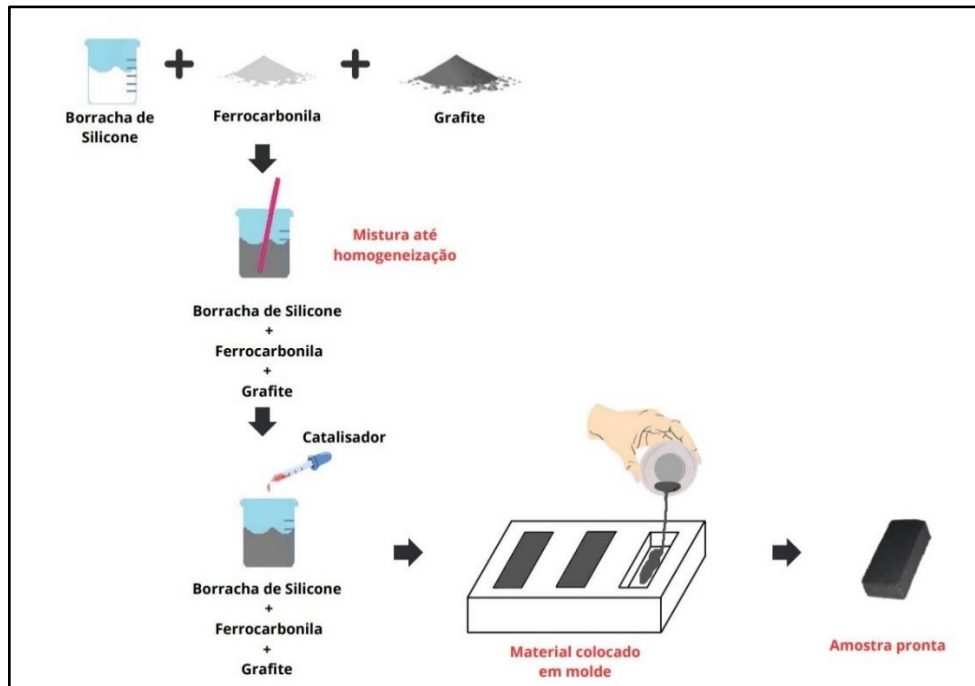 Borracha de
Silicone
+
Ferrocarbonila
+
Grafite
Mistura até
homogeneização
Borracha de Silicone
+
Ferrocarbonila
+
Grafite
Catalisador
Borracha de Silicone
+
Ferrocarbonila
+
Grafite
Material colocado
em molde
Amostra pronta